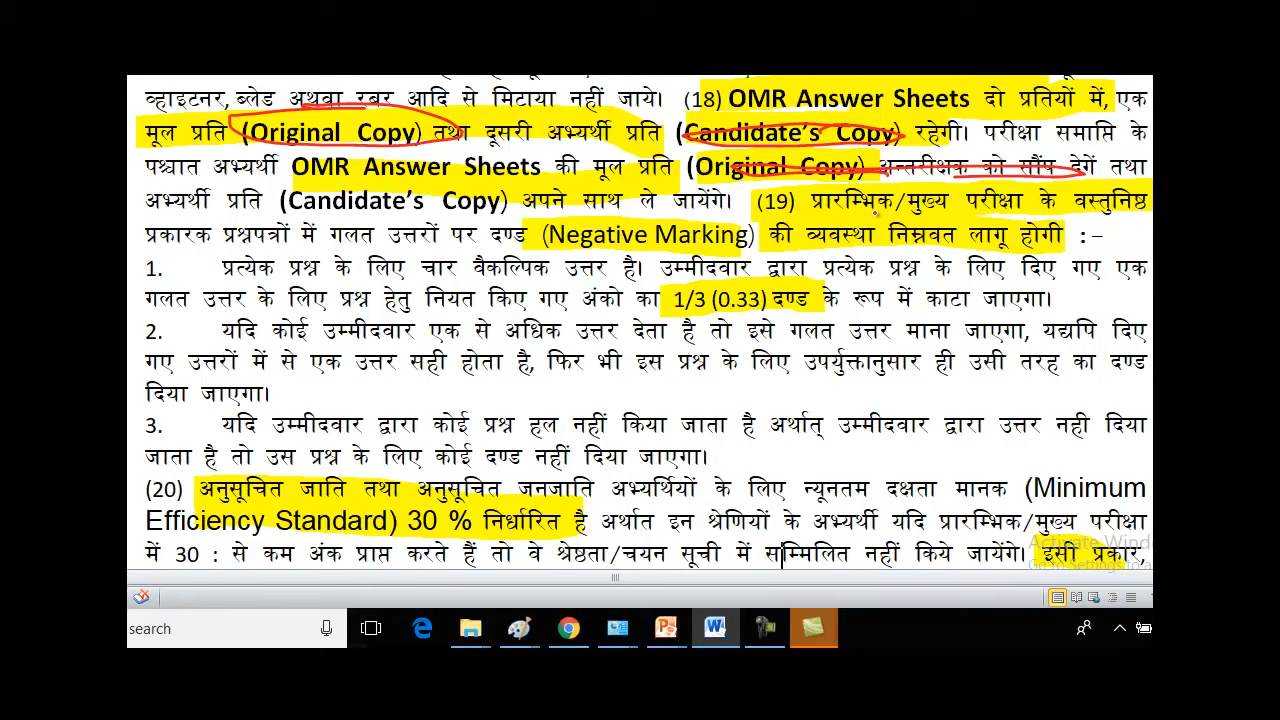 व्हाइटनर, ब्लेड अथवा रबर आदि से मिटाया नहीं जाये। (18) OMR Answer Sheets दो प्रतियों में, एक
मूल प्रति (Original Copy) तथा दूसरी अभ्यर्थी प्रति (Candidate's Copy) रहेगी। परीक्षा समाप्ति के
पश्चात अभ्यर्थी OMR Answer Sheets की मूल प्रति (Original Copy) अन्तरीक्षक को सौंप देगें तथा
अभ्यर्थी प्रति (Candidate's Copy) अपने साथ ले जायेंगे। (19) प्रारम्भिक/मुख्य परीक्षा के वस्तुनिष्ठ
प्रकारक प्रश्नपत्रों में गलत उत्तरों पर दण्ड (Negative Marking) की व्यवस्था निम्नवत लागू होगी :–
1. प्रत्येक प्रश्न के लिए चार वैकल्पिक उत्तर है। उम्मीदवार द्वारा प्रत्येक प्रश्न के लिए दिए गए एक
गलत उत्तर के लिए प्रश्न हेतु नियत किए गए अंको का 1/3 (0.33) दण्ड के रूप में काटा जाएगा।
2. यदि कोई उम्मीदवार एक से अधिक उत्तर देता है तो इसे गलत उत्तर माना जाएगा, यद्यपि दिए
गए उत्तरों में से एक उत्तर सही होता है, फिर भी इस प्रश्न के लिए उपर्युक्तानुसार ही उसी तरह का दण्ड
दिया जाएगा।
3. यदि उम्मीदवार द्वारा कोई प्रश्न हल नहीं किया जाता है अर्थात् उम्मीदवार द्वारा उत्तर नही दिया
जाता है तो उस प्रश्न के लिए कोई दण्ड नहीं दिया जाएगा।
(20) अनुसूचित जाति तथा अनुसूचित जनजाति अभ्यर्थियों के लिए न्यूनतम दक्षता मानक (Minimum
Efficiency Standard) 30 % निर्धारित है अर्थात इन श्रेणियों के अभ्यर्थी यदि प्रारम्भिक/मुख्य परीक्षा
में 30 : से कम अंक प्राप्त करते हैं तो वे श्रेष्ठता/चयन सूची में सम्मिलित नहीं किये जायेंगे। इसी प्रकार,
Activate Wind
Go to Settings to a
search